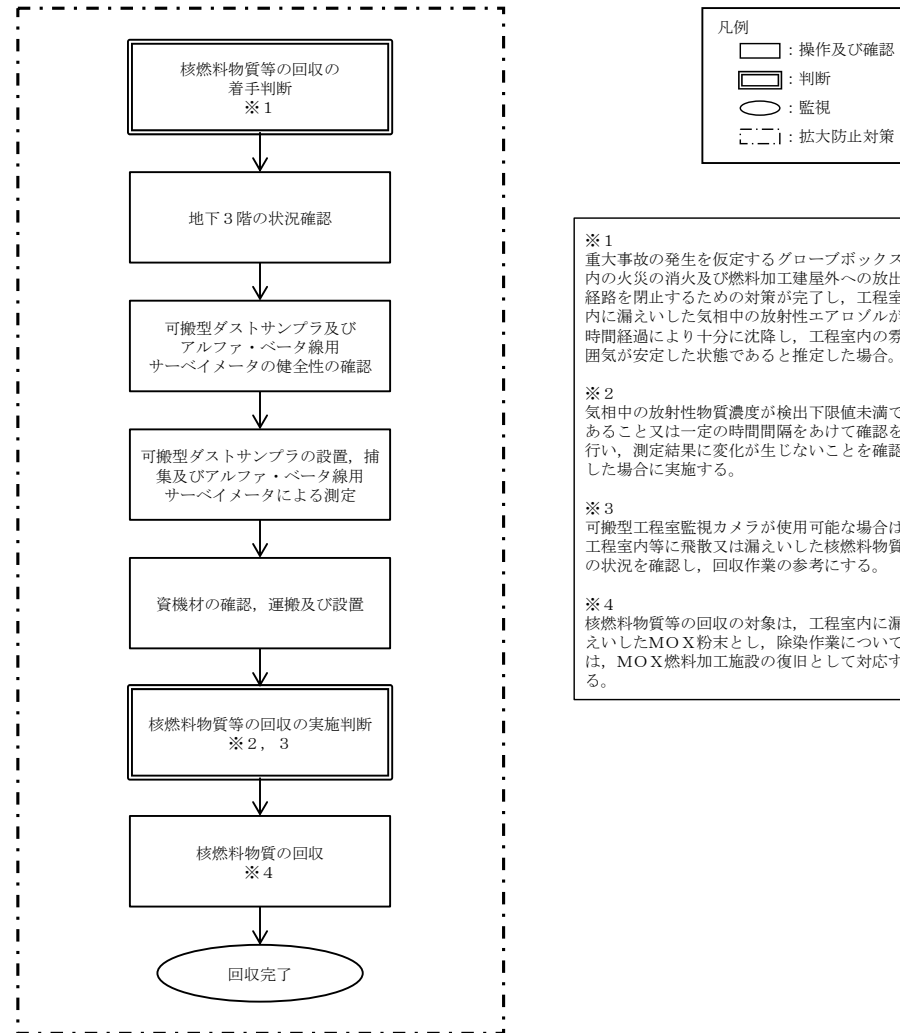 核燃料物質等の回収の
着手判断
※１
地下３階の状況確認
可搬型ダストサンプラ及び
アルファ・ベータ線用
サーベイメータの健全性の確認
可搬型ダストサンプラの設置，捕
集及びアルファ・ベータ線用
サーベイメータによる測定
資機材の確認，運搬及び設置
核燃料物質等の回収の実施判断
※２，３
核燃料物質の回収
※４
回収完了
凡例
：操作及び確認
：判断
：監視
：拡大防止対策
※１
重大事故の発生を仮定するグローブボックス
内の火災の消火及び燃料加工建屋外への放出
経路を閉止するための対策が完了し，工程室
内に漏えいした気相中の放射性エアロゾルが
時間経過により十分に沈降し，工程室内の雰
囲気が安定した状態であると推定した場合。
※２
気相中の放射性物質濃度が検出下限値未満で
あること又は一定の時間間隔をあけて確認を
行い，測定結果に変化が生じないことを確認
した場合に実施する。
※３
可搬型工程室監視カメラが使用可能な場合は
工程室内等に飛散又は漏えいした核燃料物質
の状況を確認し，回収作業の参考にする。
※４
核燃料物質等の回収の対象は，工程室内に漏
えいしたMOX粉末とし，除染作業について
は，MOX燃料加工施設の復旧として対応す
る。